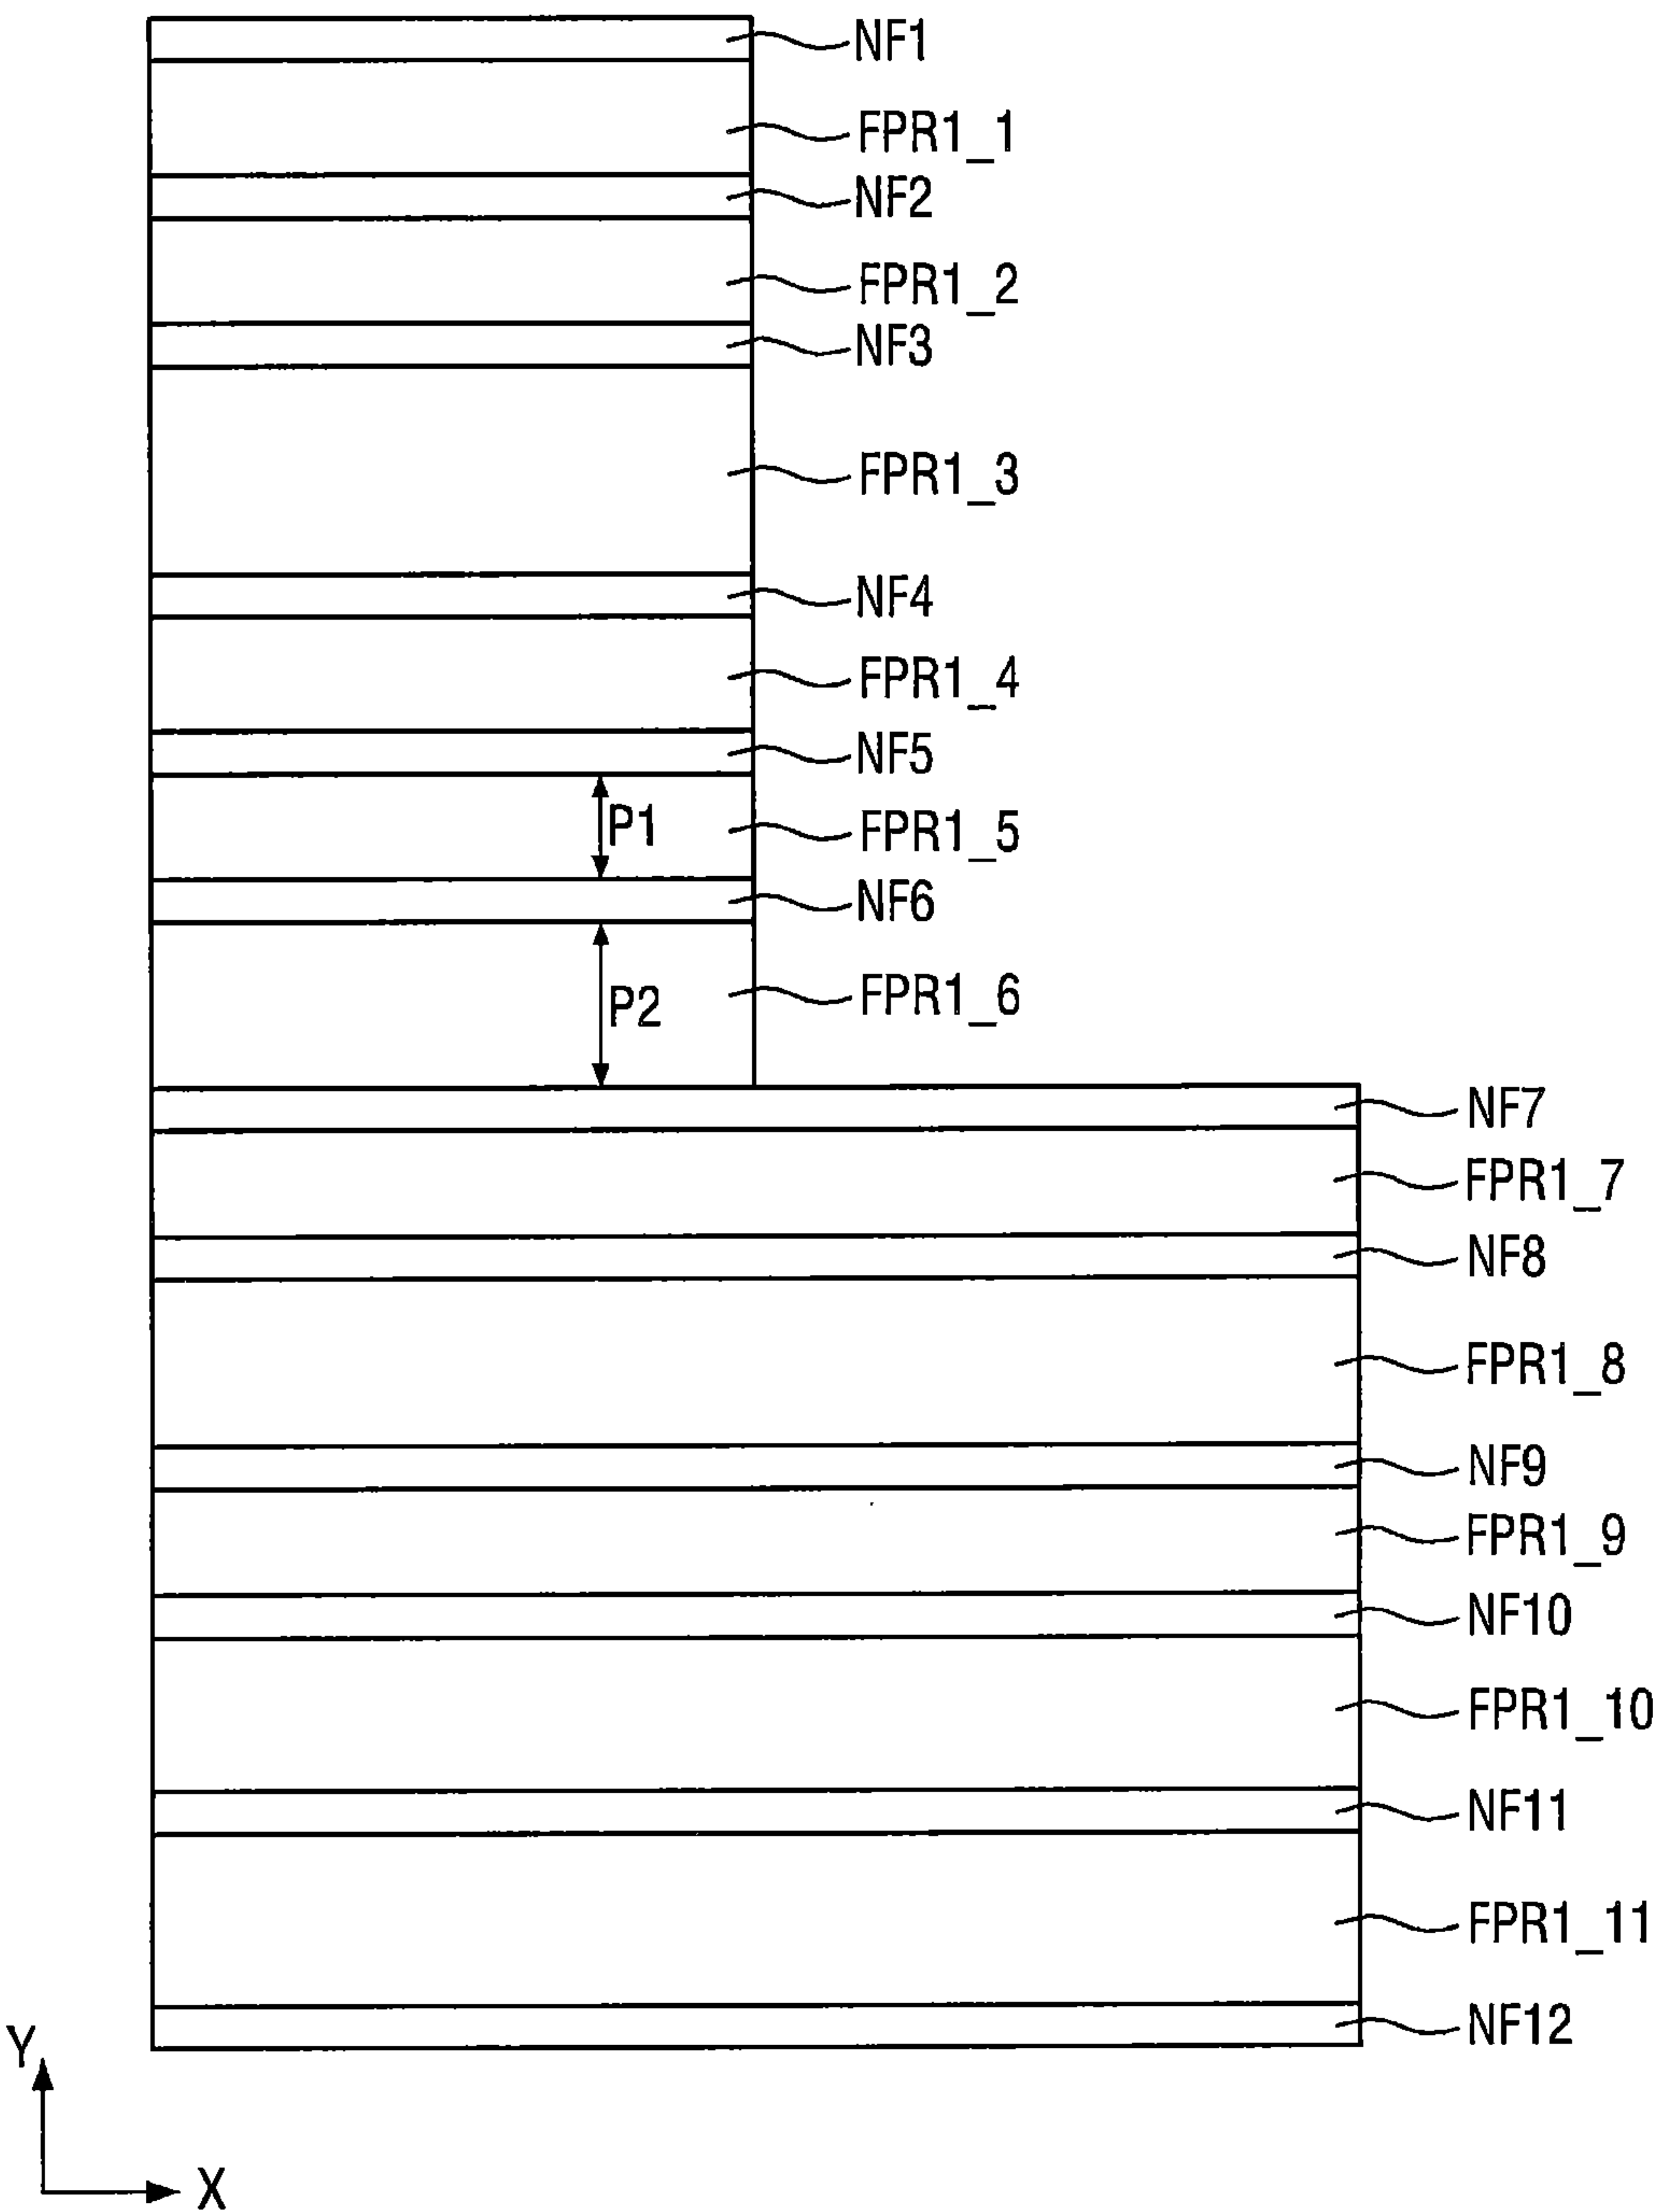 NF1
FPR1_1
NF2
FPR1_2
NF3
FPR1_3
NF4
FPR1_4
NF5
P1
FPR1_5
NF6
P2
FPR1_6
NF7
FPR1_7
NF8
FPR1_8
NF9
FPR1_9
NF10
FPR1_10
NF11
FPR1_11
NF12
Y
X